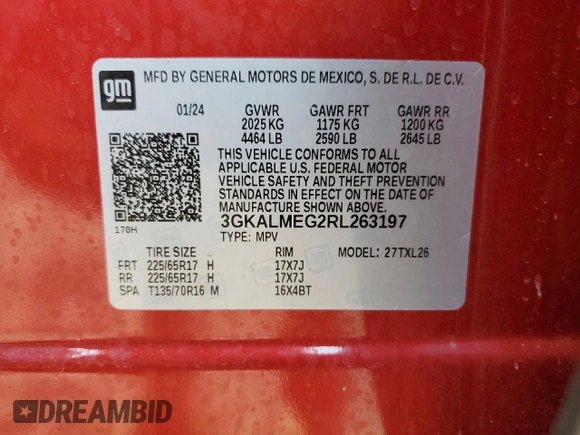 gm
MFD BY GENERAL MOTORS DE MEXICO, S. DE R.L. DE C.V.
01/24 GVWR GAWR FRT GAWR RR
2025 KG 1175 KG 1200 KG
4464 LB 2590 LB 2645 LB
THIS VEHICLE CONFORMS TO ALL
APPLICABLE U.S. FEDERAL MOTOR
VEHICLE SAFETY AND THEFT PREVENTION
STANDARDS IN EFFECT ON THE DATE OF
MANUFACTURE SHOWN ABOVE.
170H
3GKALMEG2RL263197
TYPE: MPV MODEL: 27TXL26
TIRE SIZE RIM
FRT 225/65R17 H 17X7J
RR 225/65R17 H 17X7J
SPA T135/70R16 M 16X4BT
DREAMBID